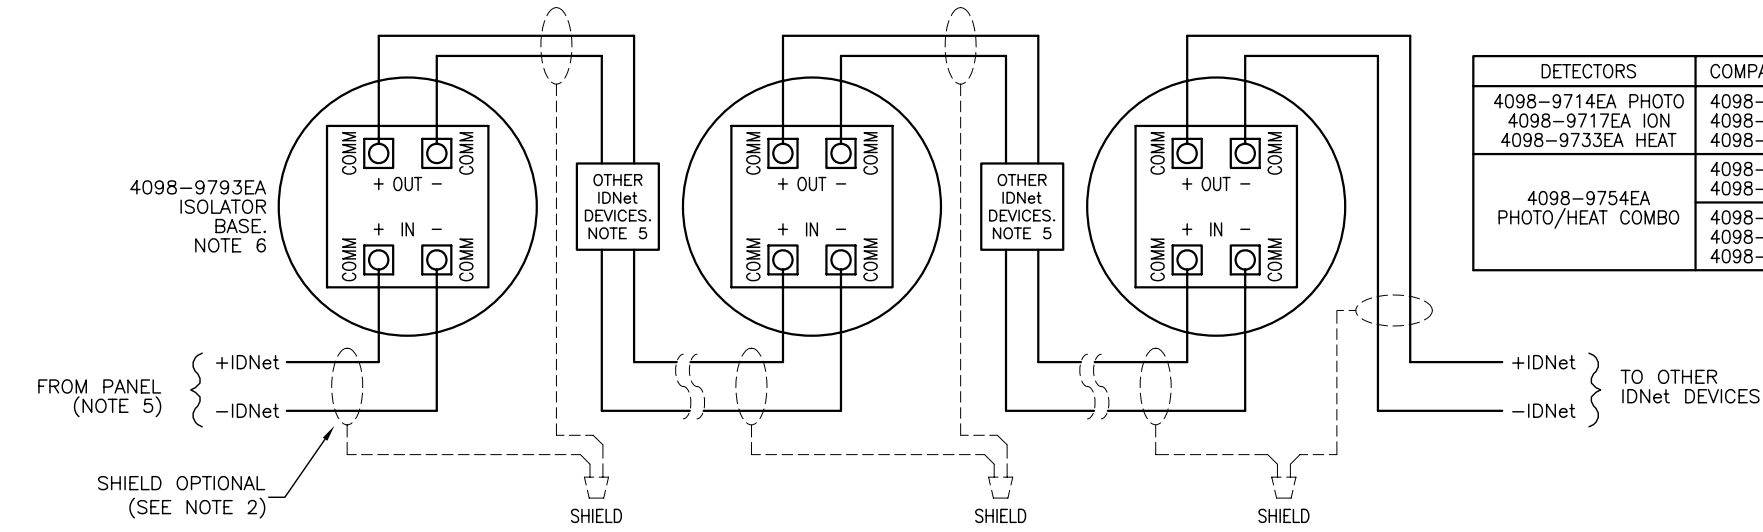 4098-9793EA
ISOLATOR
BASE.
NOTE 6
COMM
COMM
+ OUT -
+ IN -
COMM
COMM
OTHER
IDNet
DEVICES.
NOTE 5
COMM
COMM
+ OUT -
+ IN -
COMM
COMM
OTHER
IDNet
DEVICES.
NOTE 5
COMM
COMM
+ OUT -
+ IN -
COMM
COMM
DETECTORS
4098-9714EA PHOTO
4098-9717EA ION
4098-9733EA HEAT
4098-9754EA
PHOTO/HEAT COMBO
COMPA
4098-
4098-
4098-
4098-
4098-
4098-
4098-
4098-
FROM PANEL
(NOTE 5)
+IDNet
-IDNet
+IDNet
-IDNet
TO OTHER
IDNet DEVICES
SHIELD OPTIONAL
(SEE NOTE 2)
SHIELD
SHIELD
SHIELD